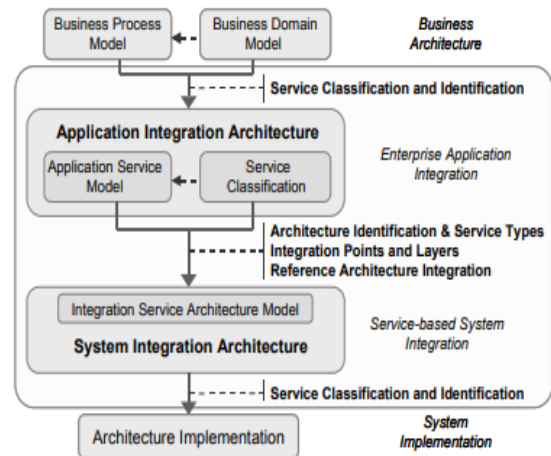 Business Process
Model
Business Domain
Model
Business
Architecture
Service Classification and Identification
Application Integration Architecture
Application Service
Model
Service
Classification
Enterprise Application
Integration
Architecture Identification & Service Types
Integration Points and Layers
Reference Architecture Integration
Integration Service Architecture Model
System Integration Architecture
Service-based System
Integration
Service Classification and Identification
Architecture Implementation
System
Implementation